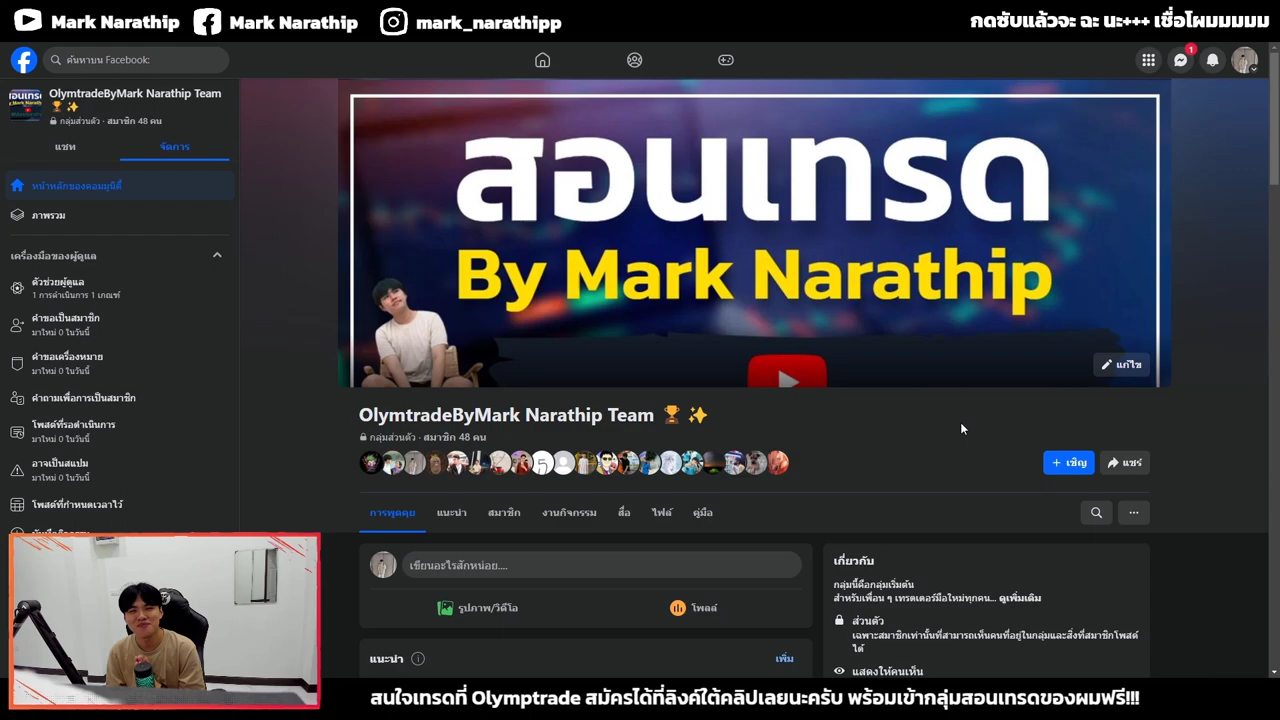 Mark Narathip Mark Narathip mark_narathipp กดซับแล้วจะ ฉะ นะ+++ เชื่อโผมมมมม
ค้นหาบน Facebook:
1
OlymtradeByMark Narathip Team
กลุ่มส่วนตัว · สมาชิก 48 คน
แชท จัดการ
หน้าหลักของคอมมูนิตี้
ภาพรวม
เครื่องมือของผู้ดูแล
ตัวช่วยผู้ดูแล
1 การดำเนินการ 1 เกณฑ์
คำขอเป็นสมาชิก
มาใหม่ 0 ในวันนี้
คำขอเครื่องหมาย
มาใหม่ 0 ในวันนี้
คำถามเพื่อการเป็นสมาชิก
โพสต์ที่รอดำเนินการ
มาใหม่ 0 ในวันนี้
อาจเป็นสแปม
มาใหม่ 0 ในวันนี้
โพสต์ที่กำหนดเวลาไว้
สอนเทรด
By Mark Narathip
แก้ไข
OlymtradeByMark Narathip Team 🏆 ✨
กลุ่มส่วนตัว · สมาชิก 48 คน
+ เชิญ แชร์
การพูดคุย แนะนำ สมาชิก งานกิจกรรม สื่อ ไฟล์ คู่มือ
เขียนอะไรสักหน่อย....
รูปภาพ/วิดีโอ โพลล์
แนะนำ เพิ่ม
เกี่ยวกับ
กลุ่มนี้คือกลุ่มเริ่มต้น
สำหรับเพื่อน ๆ เทรดเดอร์มือใหม่ทุกคน... ดูเพิ่มเติม
ส่วนตัว
เฉพาะสมาชิกเท่านั้นที่สามารถเห็นคนที่อยู่ในกลุ่มและสิ่งที่สมาชิกโพสต์
ได้
แสดงให้คนเห็น
สนใจเทรดที่ Olymptrade สมัครได้ที่ลิงค์ใต้คลิปเลยนะครับ พร้อมเข้ากลุ่มสอนเทรดของผมฟรี!!!